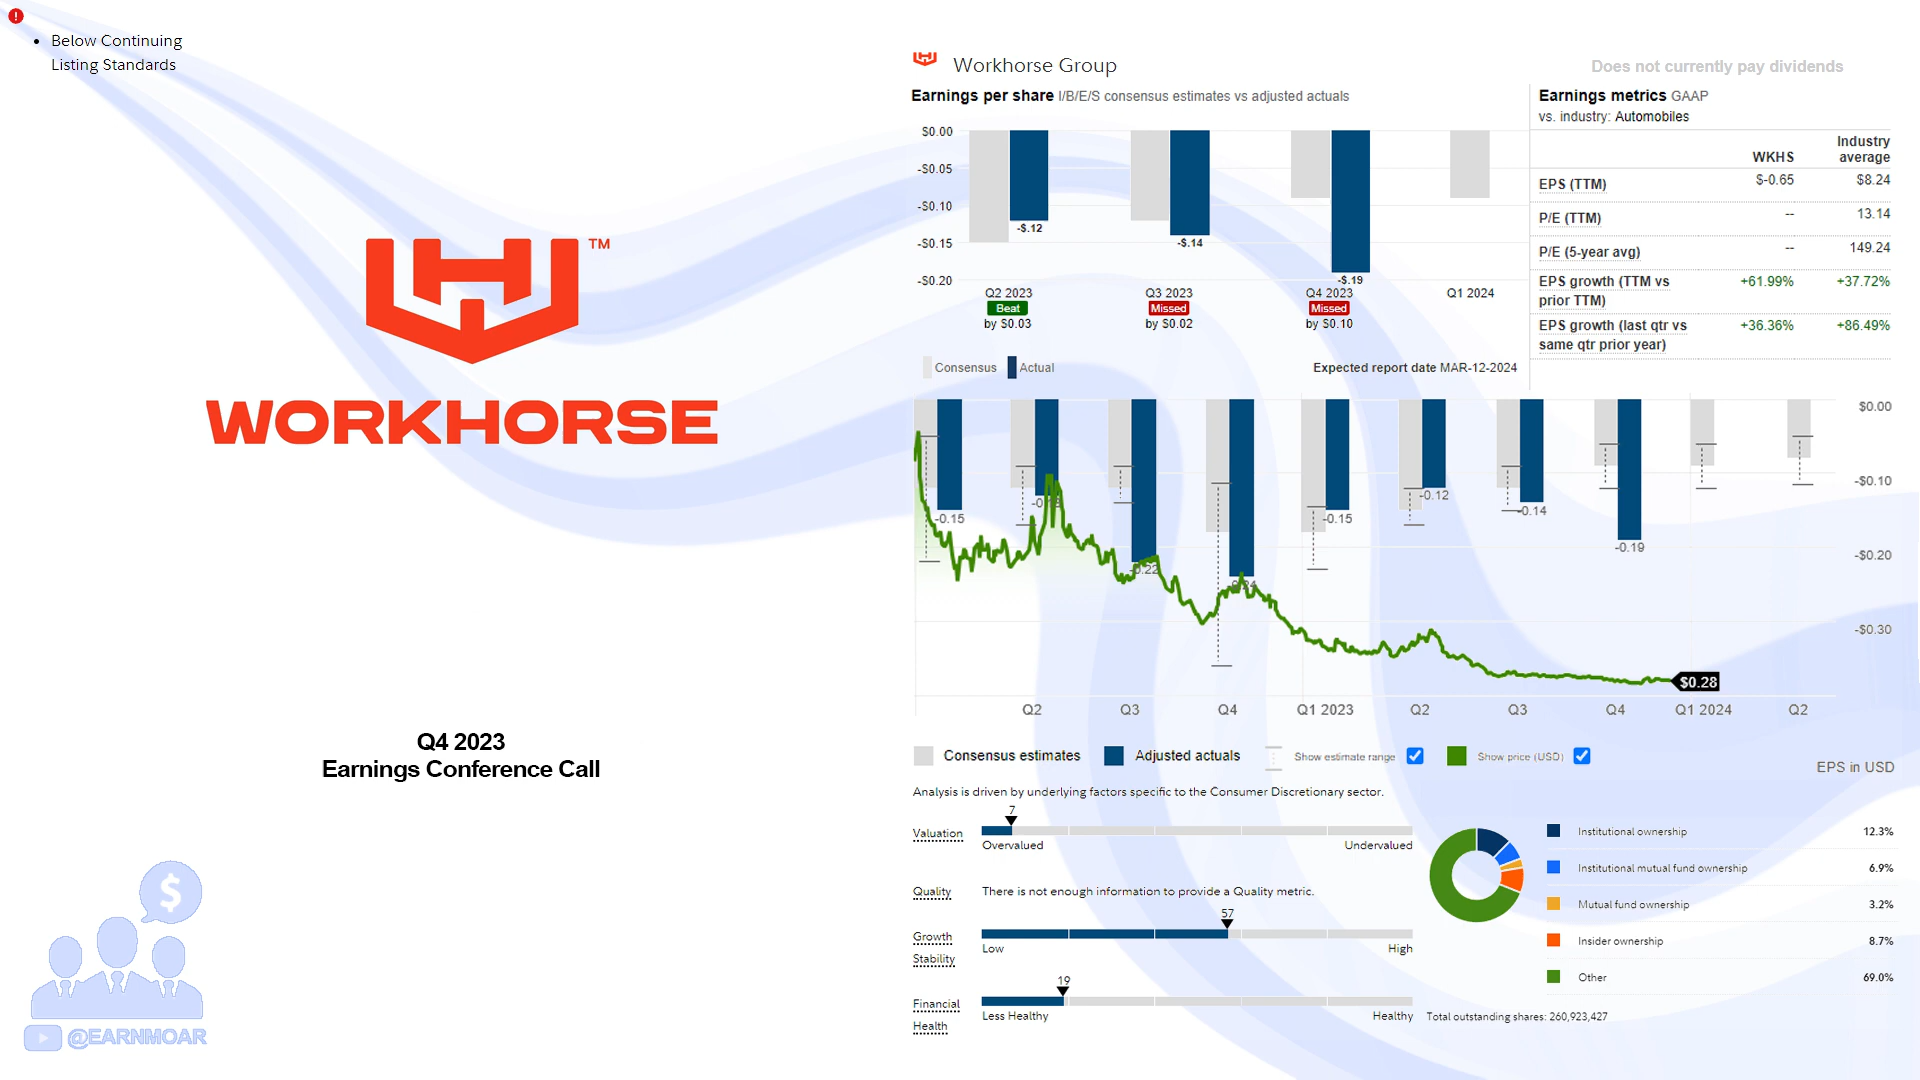 Below Continuing
Listing Standards
WORKHORSE
TM
Q4 2023
Earnings Conference Call
$
@EARNMOAR
Workhorse Group
Does not currently pay dividends
Earnings per share I/B/E/S consensus estimates vs adjusted actuals
$0.00
-$0.05
-$0.10
-$0.15
-$0.20
-$.12
-$.14
-$.19
Q2 2023
Beat
by $0.03
Q3 2023
Missed
by $0.02
Q4 2023
Missed
by $0.10
Q1 2024
Consensus
Actual
Expected report date MAR-12-2024
Earnings metrics GAAP
vs. industry: Automobiles
WKHS
Industry average
EPS (TTM) $-0.65 $8.24
P/E (TTM) -- 13.14
P/E (5-year avg) -- 149.24
EPS growth (TTM vs prior TTM) +61.99% +37.72%
EPS growth (last qtr vs same qtr prior year) +36.36% +86.49%
$0.00
-$0.10
-$0.20
-$0.30
-0.15
-0.22
-0.15
-0.12
-0.14
-0.19
$0.28
Q2 Q3 Q4 Q1 2023 Q2 Q3 Q4 Q1 2024 Q2
Consensus estimates
Adjusted actuals
Show estimate range
Show price (USD)
EPS in USD
Analysis is driven by underlying factors specific to the Consumer Discretionary sector.
Valuation
7
Overvalued
Undervalued
Quality
There is not enough information to provide a Quality metric.
Growth
Stability
57
Low
High
Financial
Health
19
Less Healthy
Healthy
Institutional ownership 12.3%
Institutional mutual fund ownership 6.9%
Mutual fund ownership 3.2%
Insider ownership 8.7%
Other 69.0%
Total outstanding shares: 260,923,427